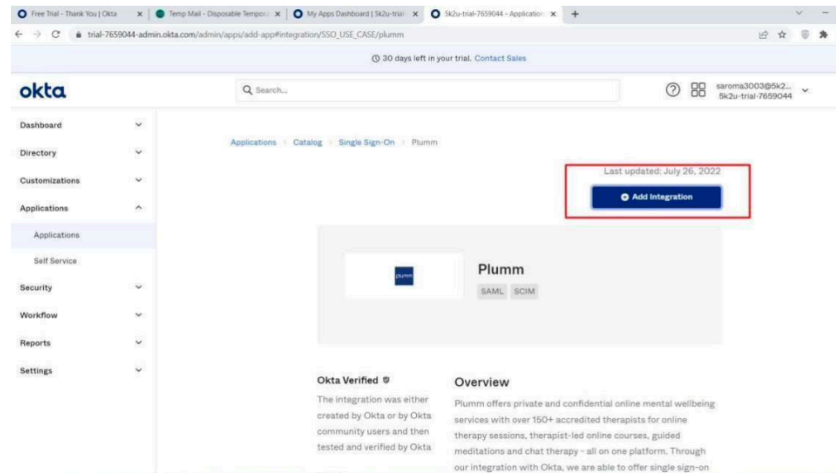 Free Trial - Thank You | Okta
Temp Mail - Disposable Tempora
My Apps Dashboard | 5k2u-trial-
5k2u-trial-7659044 - Application
trial-7659044-admin.okta.com/admin/apps/add-app#integration/SSO_USE_CASE/plumm
30 days left in your trial. Contact Sales
okta
Search...
saroma3003@5k2...
5k2u-trial-7659044
Dashboard
Directory
Customizations
Applications
Applications
Self Service
Security
Workflow
Reports
Settings
Applications
Catalog
Single Sign-On
Plumm
Last updated: July 26, 2022
Add Integration
plumm
Plumm
SAML SCIM
Okta Verified
The integration was either
created by Okta or by Okta
community users and then
tested and verified by Okta
Overview
Plumm offers private and confidential online mental wellbeing
services with over 150+ accredited therapists for online
therapy sessions, therapist-led online courses, guided
meditations and chat therapy - all on one platform. Through
our integration with Okta, we are able to offer single sign-on